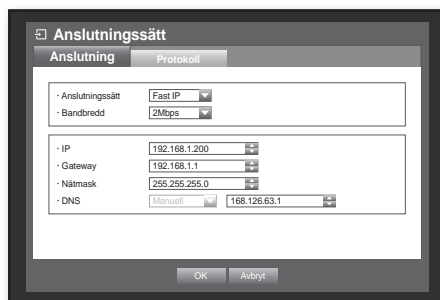 Anslutningssätt
Anslutning Protokoll
· Anslutningssätt Fast IP
· Bandbredd 2Mbps
· IP 192.168.1.200
· Gateway 192.168.1.1
· Nätmask 255.255.255.0
· DNS Manuell 168.126.63.1
OK Avbryt